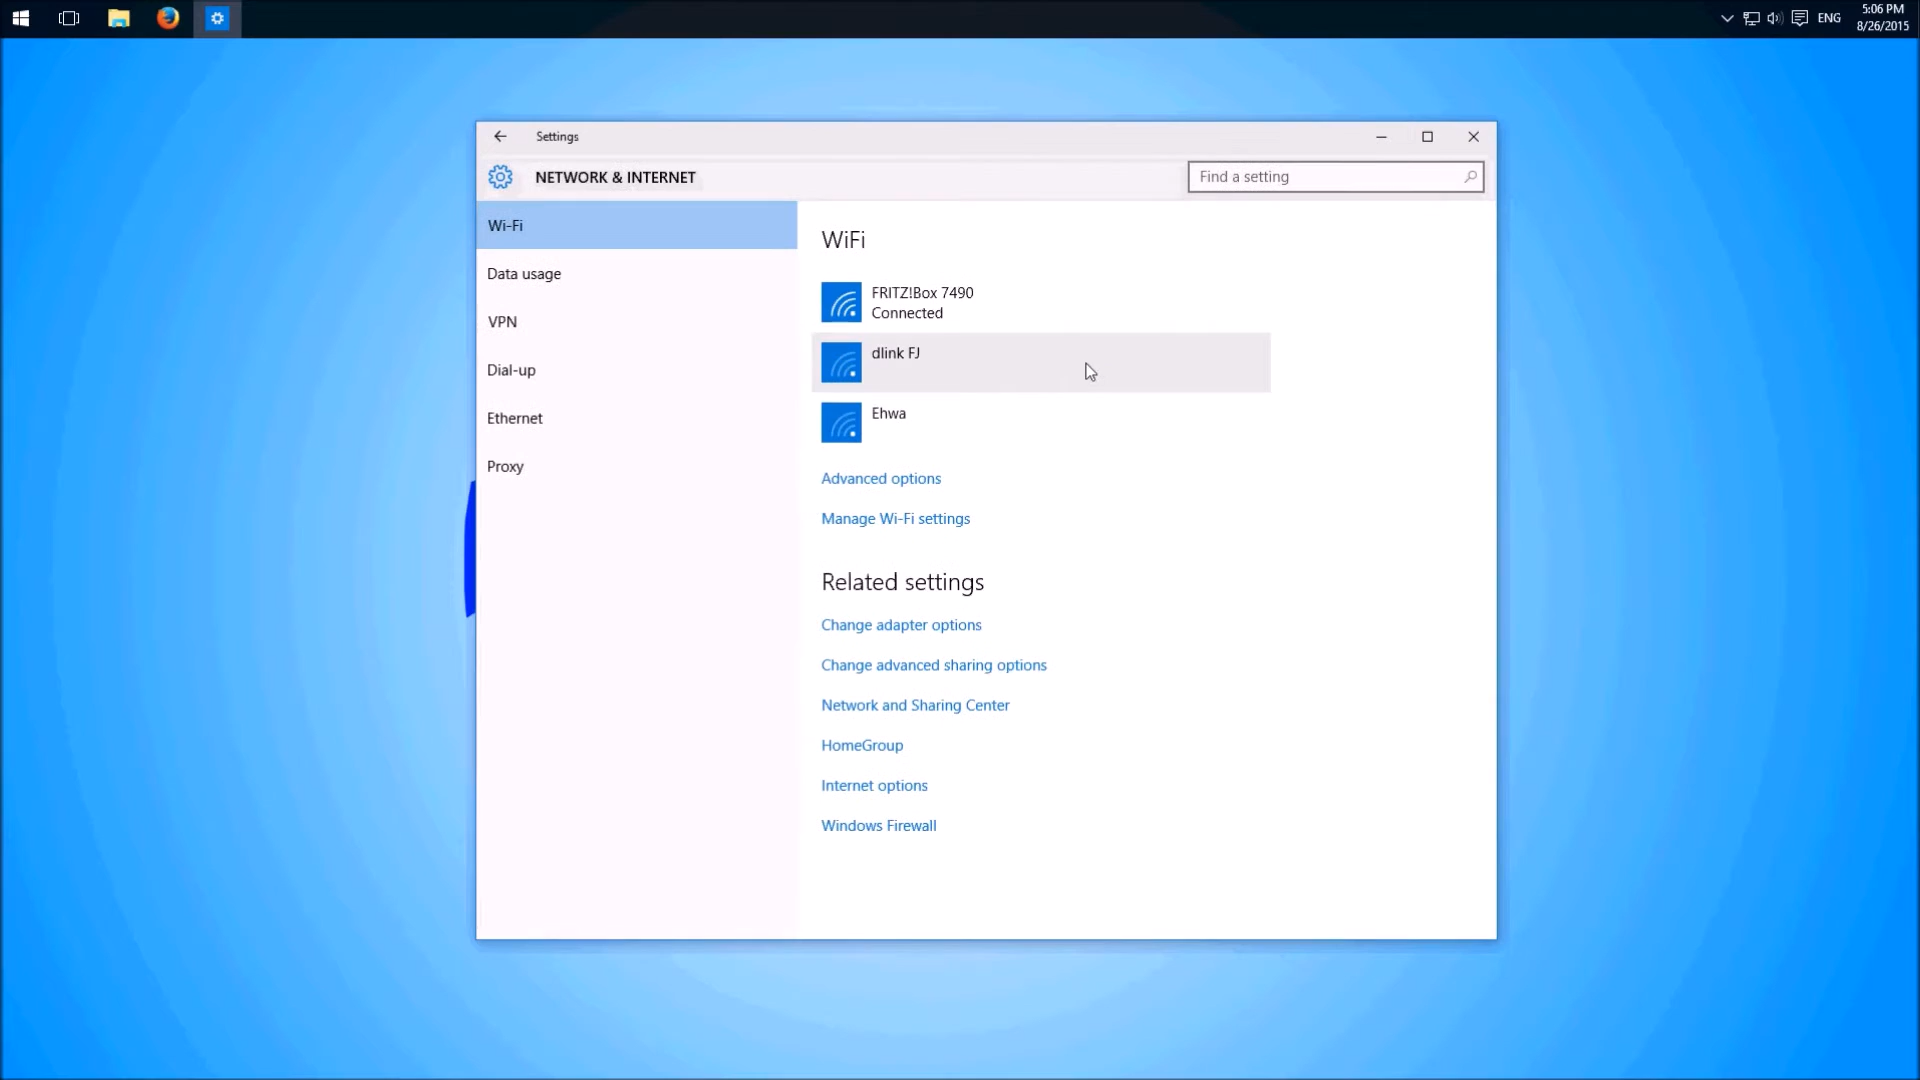 ENG
5:06 PM
8/26/2015
Settings
NETWORK & INTERNET
Find a setting
Wi-Fi
Data usage
VPN
Dial-up
Ethernet
Proxy
WiFi
FRITZ!Box 7490
Connected
dlink FJ
Ehwa
Advanced options
Manage Wi-Fi settings
Related settings
Change adapter options
Change advanced sharing options
Network and Sharing Center
HomeGroup
Internet options
Windows Firewall